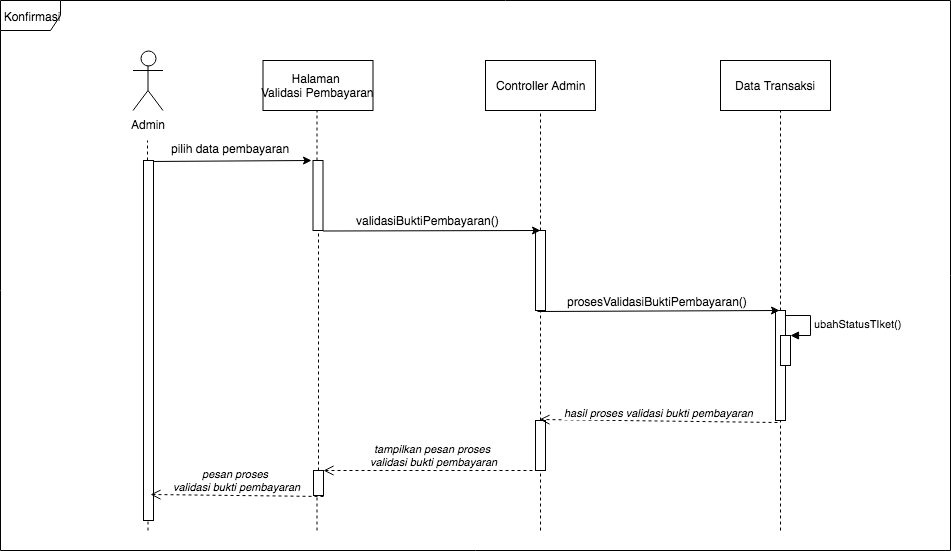 Konfirmasi
Halaman
Validasi Pembayaran
Controller Admin
Data Transaksi
Admin
pilih data pembayaran
validasiBuktiPembayaran()
prosesValidasiBuktiPembayaran()
ubahStatusTIket()
hasil proses validasi bukti pembayaran
tampilkan pesan proses
validasi bukti pembayaran
pesan proses
validasi bukti pembayaran